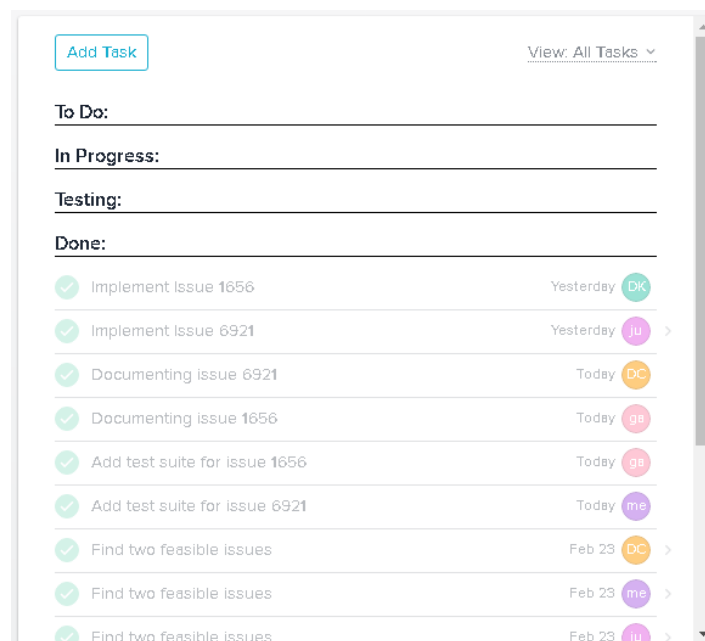 Add Task View: All Tasks
To Do:
In Progress:
Testing:
Done:
Implement Issue 1656 Yesterday DK
Implement Issue 6921 Yesterday ju
Documenting issue 6921 Today DC
Documenting issue 1656 Today ga
Add test suite for issue 1656 Today ga
Add test suite for issue 6921 Today me
Find two feasible issues Feb 23 DC
Find two feasible issues Feb 23 me
Find two feasible issues Feb 23 ju